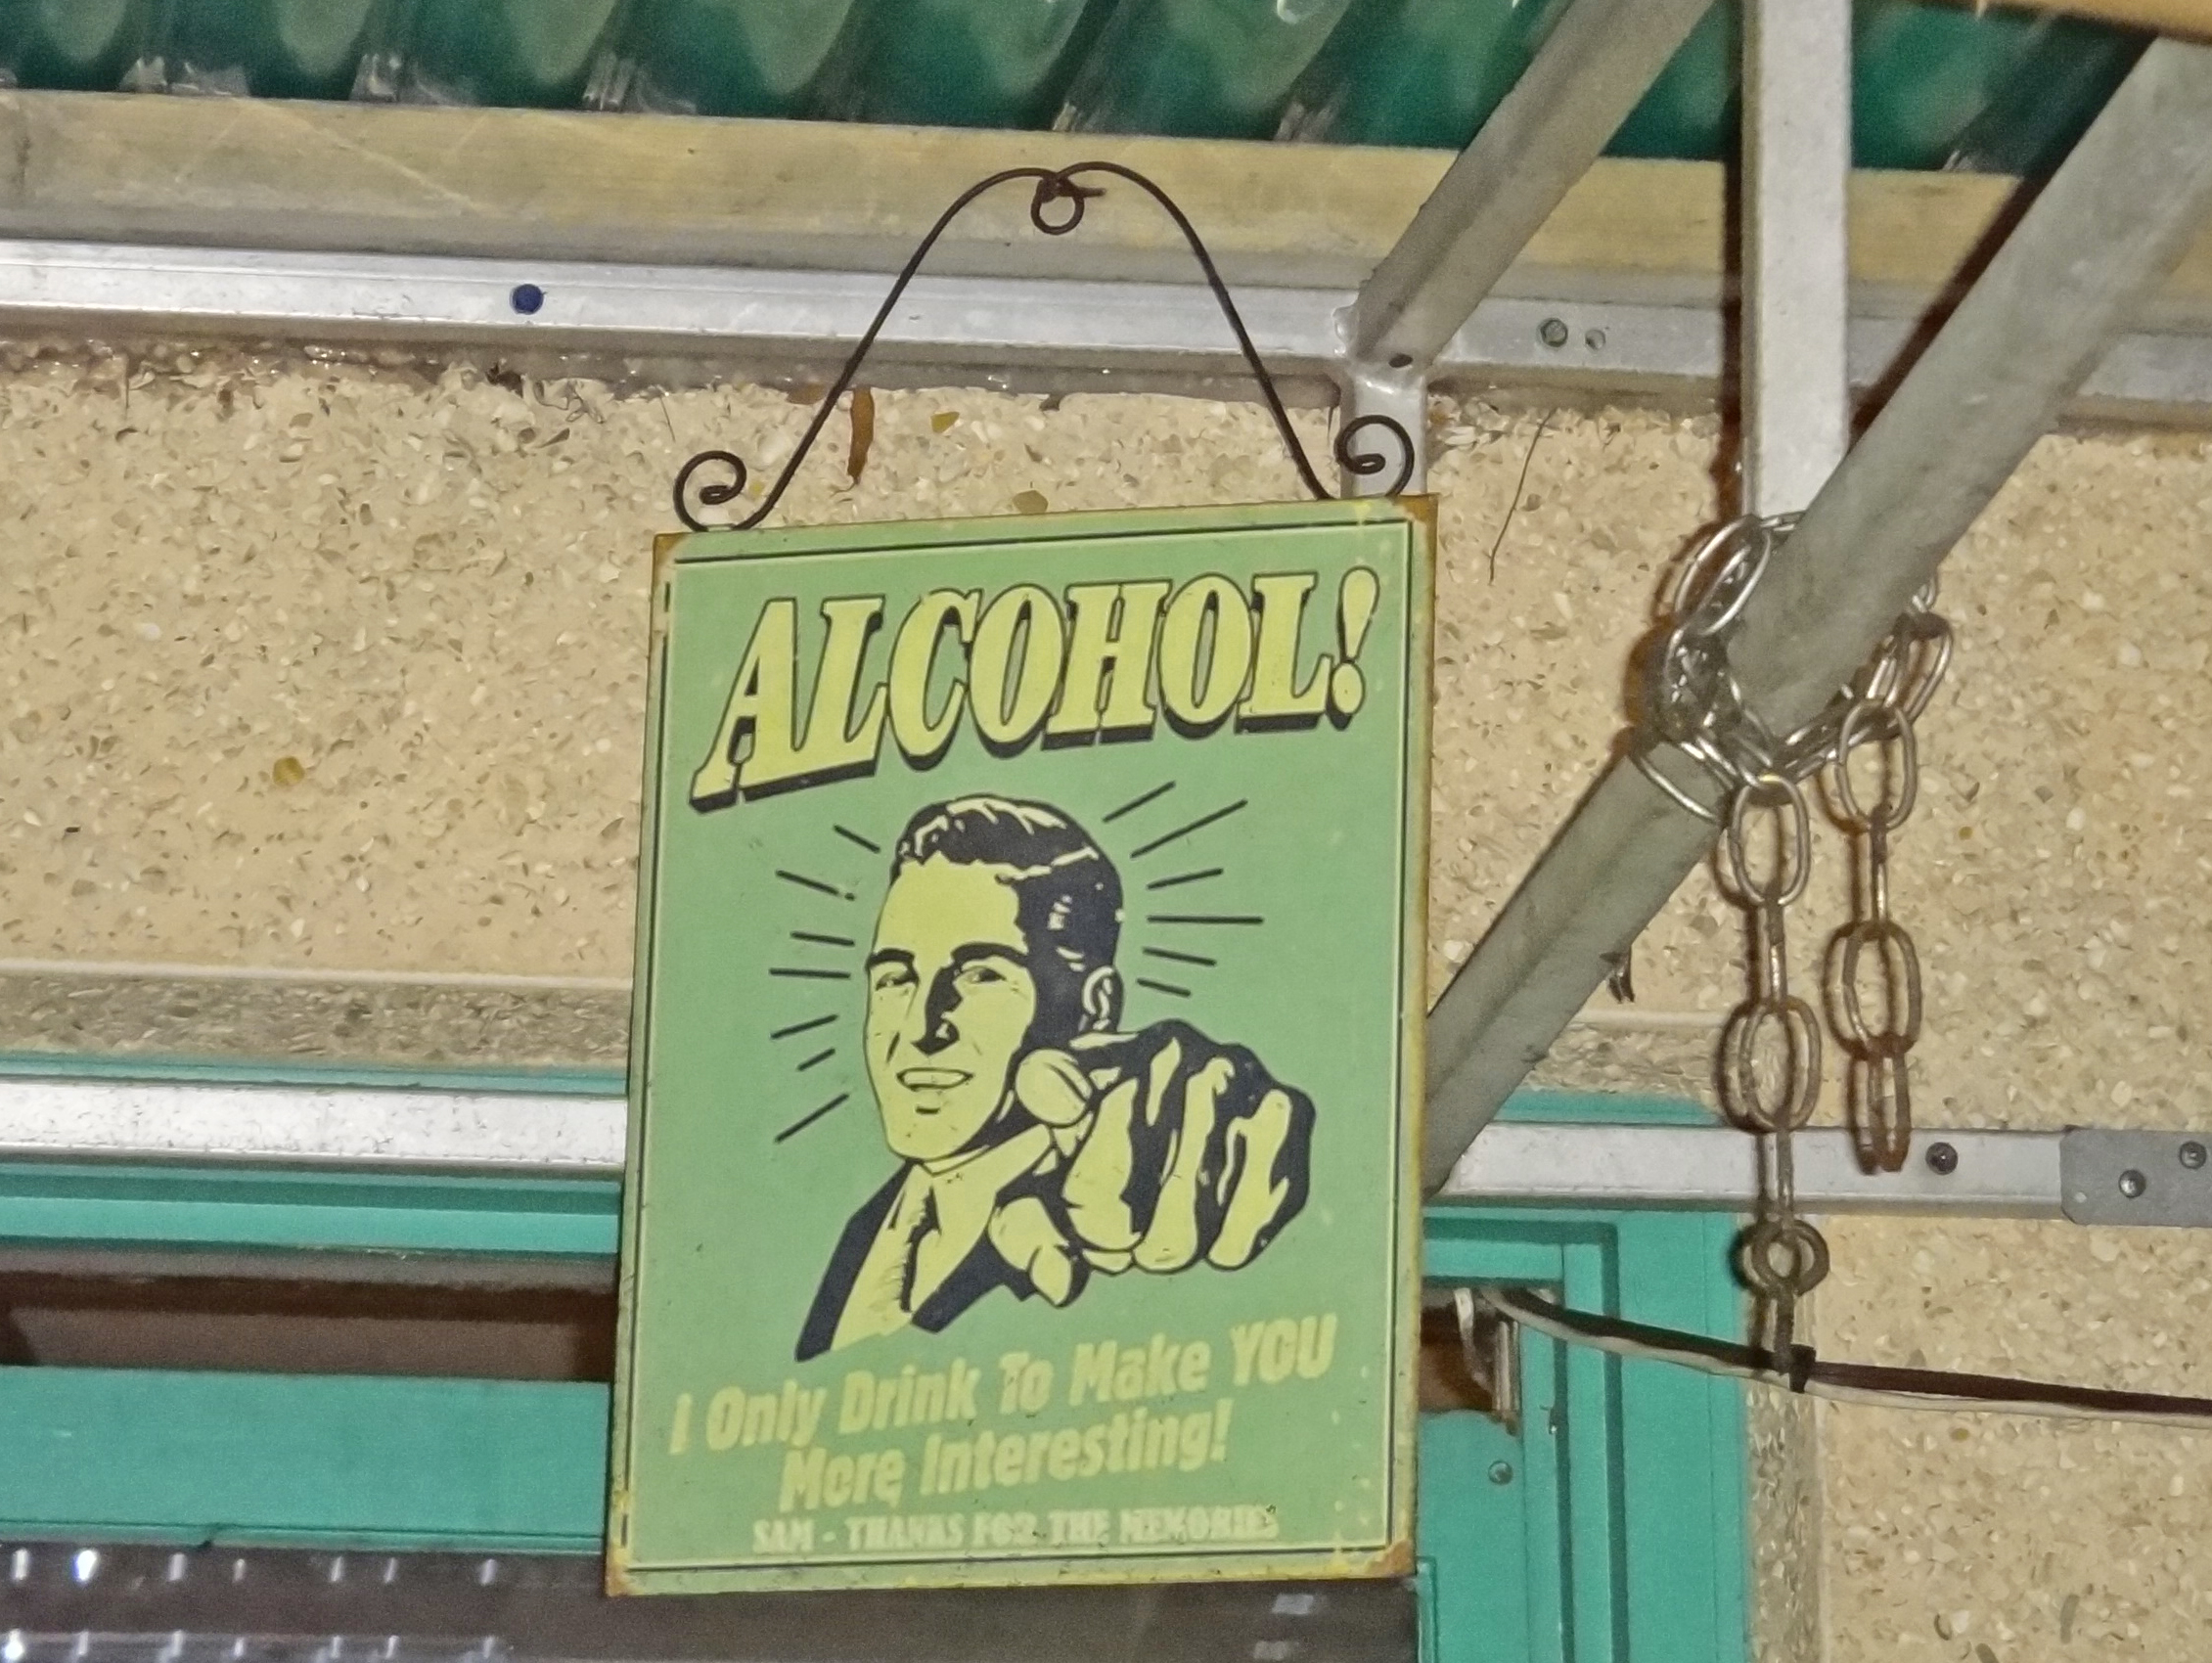 ALCOHOL!
I Only Drink To Make YOU
More Interesting!
SAM - THANKS FOR THE MEMORIES